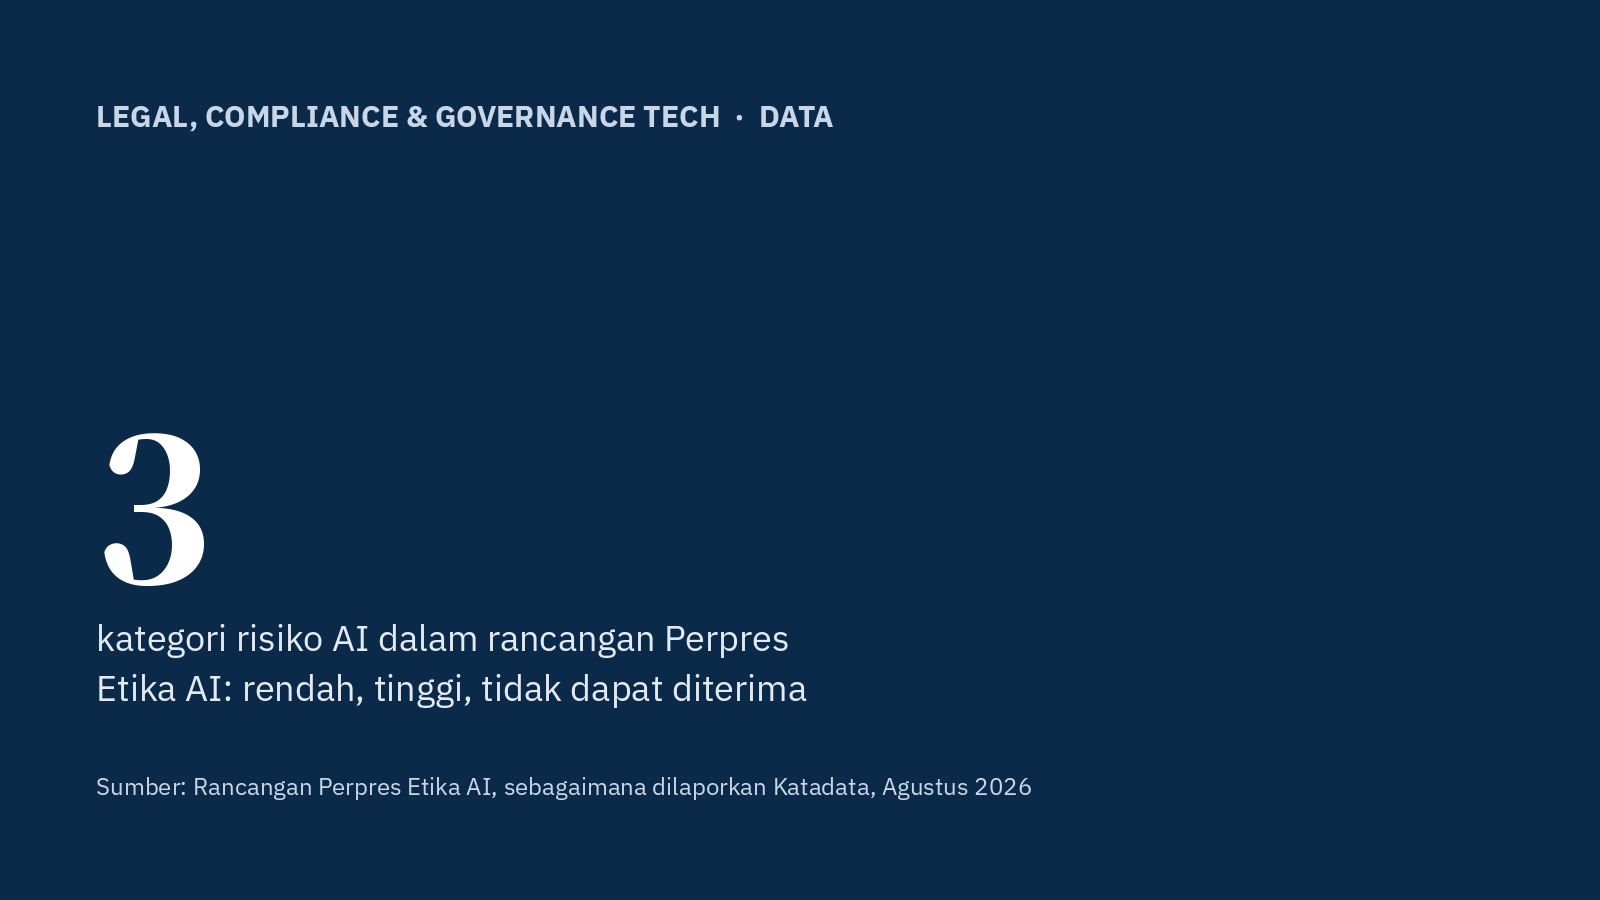 LEGAL, COMPLIANCE & GOVERNANCE TECH · DATA
3
kategori risiko AI dalam rancangan Perpres
Etika AI: rendah, tinggi, tidak dapat diterima
Sumber: Rancangan Perpres Etika AI, sebagaimana dilaporkan Katadata, Agustus 2026